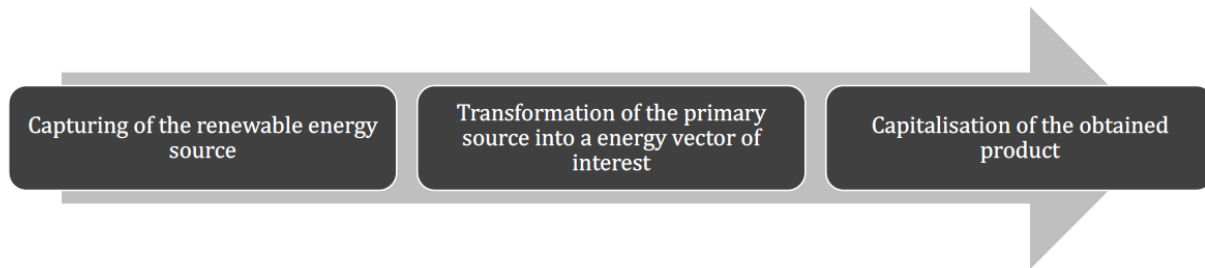 Capturing of the renewable energy
source
Transformation of the primary
source into a energy vector of
interest
Capitalisation of the obtained
product